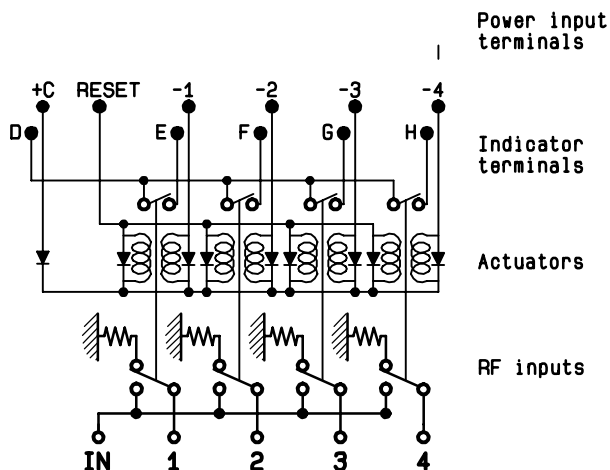 Power input
terminals
+C RESET -1 -2 -3 -4
D E F G H
Indicator
terminals
Actuators
RF inputs
IN 1 2 3 4